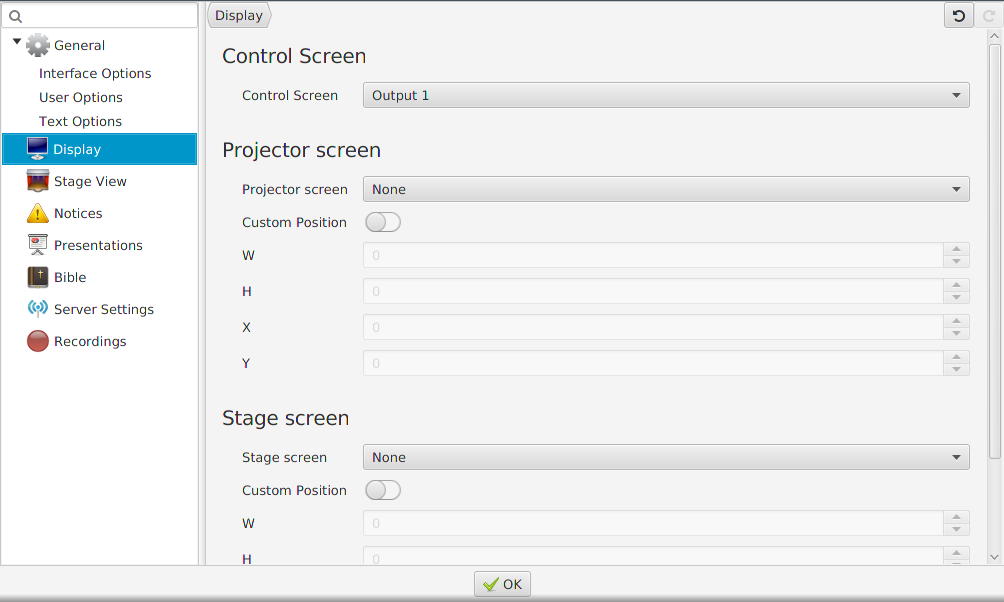 General
Interface Options
User Options
Text Options
Display
Stage View
Notices
Presentations
Bible
Server Settings
Recordings
Display
Control Screen
Control Screen Output 1
Projector screen
Projector screen None
Custom Position
W 0
H 0
X 0
Y 0
Stage screen
Stage screen None
Custom Position
W 0
H 0
OK